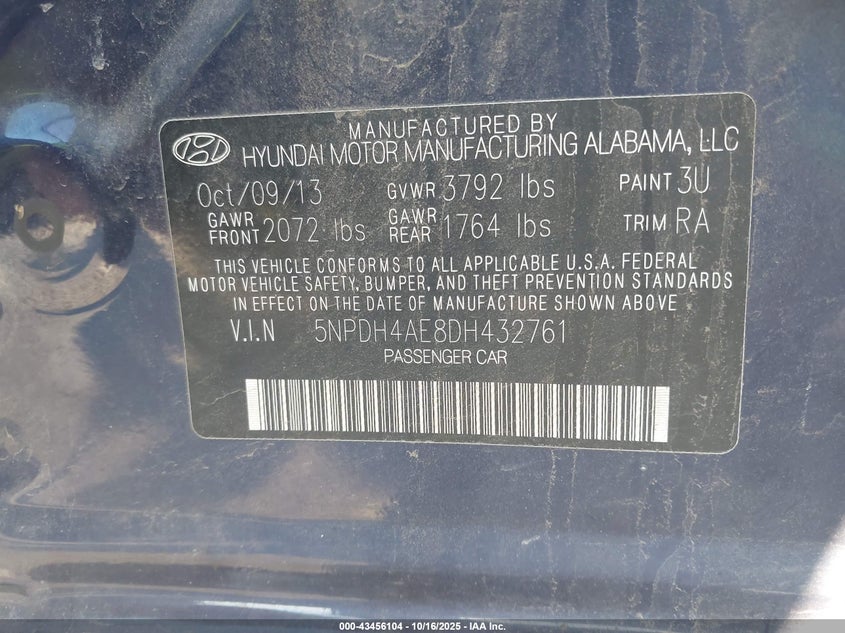 MANUFACTURED BY
HYUNDAI MOTOR MANUFACTURING ALABAMA, LLC
Oct/09/13 GVWR 3792 lbs PAINT 3U
GAWR FRONT 2072 lbs GAWR REAR 1764 lbs TRIM RA
THIS VEHICLE CONFORMS TO ALL APPLICABLE U.S.A. FEDERAL
MOTOR VEHICLE SAFETY, BUMPER, AND THEFT PREVENTION STANDARDS
IN EFFECT ON THE DATE OF MANUFACTURE SHOWN ABOVE
V.I.N 5NPDH4AE8DH432761
PASSENGER CAR
000-43456104 - 10/16/2025 - IAA Inc.